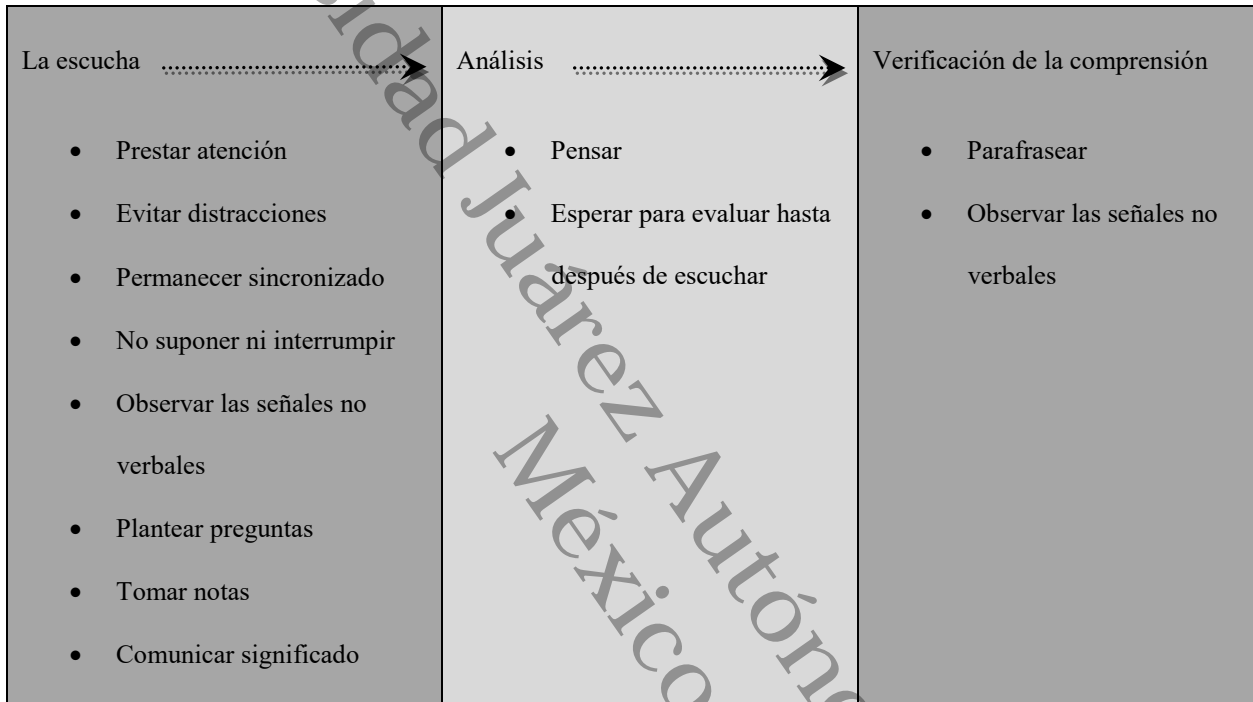 La escucha
Prestar atención
Evitar distracciones
Permanecer sincronizado
No suponer ni interrumpir
Observar las señales no
verbales
Plantear preguntas
Tomar notas
Comunicar significado
Análisis
Pensar
Esperar para evaluar hasta
después de escuchar
Verificación de la comprensión
Parafrasear
Observar las señales no
verbales
Juárez
México